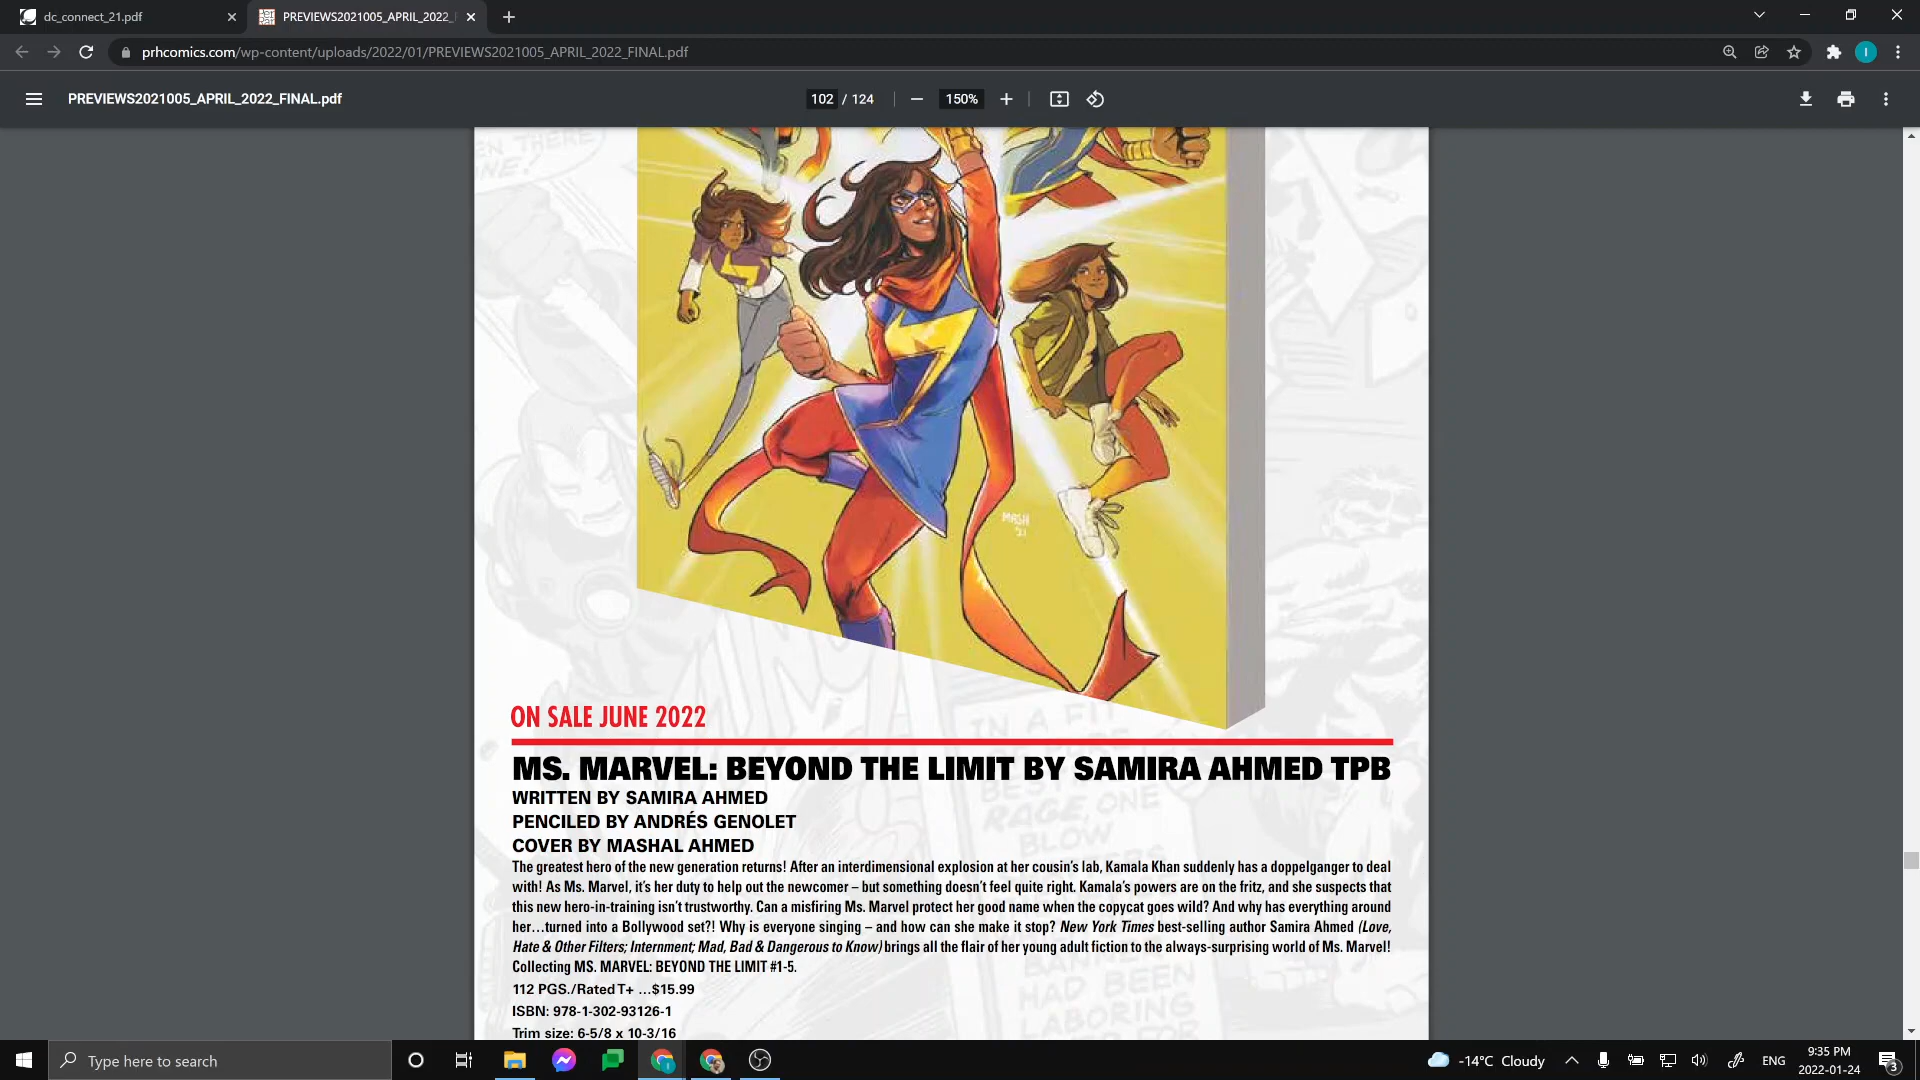 dc_connect_21.pdf
PREVIEWS2021005_APRIL_2022_
prhcomics.com/wp-content/uploads/2022/01/PREVIEWS2021005_APRIL_2022_FINAL.pdf
I
PREVIEWS2021005_APRIL_2022_FINAL.pdf
102 / 124
150%
MASH
'21
ON SALE JUNE 2022
MS. MARVEL: BEYOND THE LIMIT BY SAMIRA AHMED TPB
WRITTEN BY SAMIRA AHMED
PENCILED BY ANDRÉS GENOLET
COVER BY MASHAL AHMED
The greatest hero of the new generation returns! After an interdimensional explosion at her cousin's lab, Kamala Khan suddenly has a doppelganger to deal
with! As Ms. Marvel, it's her duty to help out the newcomer – but something doesn't feel quite right. Kamala's powers are on the fritz, and she suspects that
this new hero-in-training isn't trustworthy. Can a misfiring Ms. Marvel protect her good name when the copycat goes wild? And why has everything around
her…turned into a Bollywood set?! Why is everyone singing – and how can she make it stop? New York Times best-selling author Samira Ahmed (Love,
Hate & Other Filters; Internment; Mad, Bad & Dangerous to Know) brings all the flair of her young adult fiction to the always-surprising world of Ms. Marvel!
Collecting MS. MARVEL: BEYOND THE LIMIT #1-5.
112 PGS./Rated T+ …$15.99
ISBN: 978-1-302-93126-1
Trim size: 6-5/8 x 10-3/16
Type here to search
-14°C Cloudy
ENG
9:35 PM
2022-01-24
3